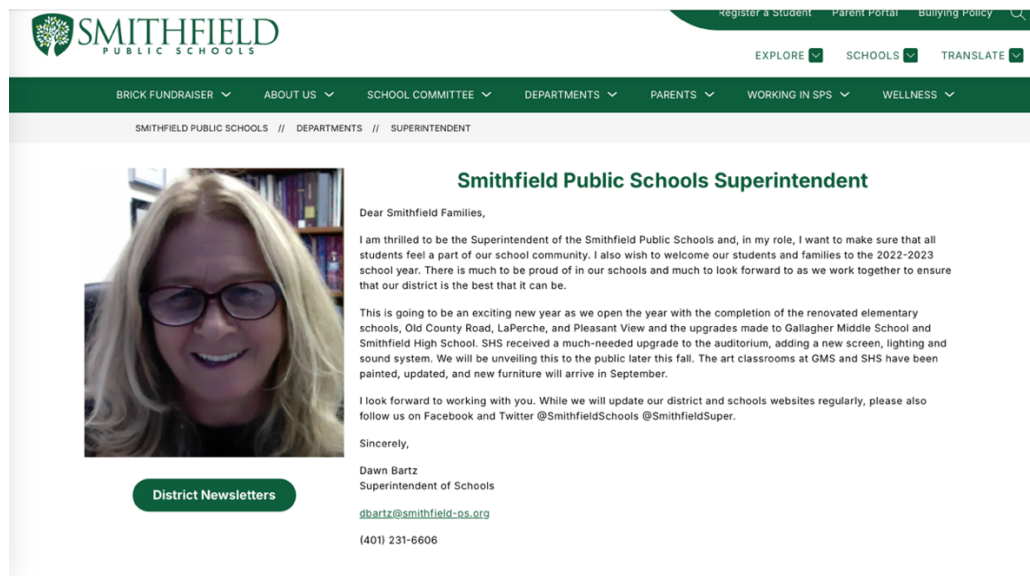 Register a Student Parent Portal Bullying Policy
SMITHFIELD
PUBLIC SCHOOLS
EXPLORE SCHOOLS TRANSLATE
BRICK FUNDRAISER ABOUT US SCHOOL COMMITTEE DEPARTMENTS PARENTS WORKING IN SPS WELLNESS
SMITHFIELD PUBLIC SCHOOLS // DEPARTMENTS // SUPERINTENDENT
Smithfield Public Schools Superintendent
Dear Smithfield Families,
I am thrilled to be the Superintendent of the Smithfield Public Schools and, in my role, I want to make sure that all
students feel a part of our school community. I also wish to welcome our students and families to the 2022-2023
school year. There is much to be proud of in our schools and much to look forward to as we work together to ensure
that our district is the best that it can be.
This is going to be an exciting new year as we open the year with the completion of the renovated elementary
schools, Old County Road, LaPerche, and Pleasant View and the upgrades made to Gallagher Middle School and
Smithfield High School. SHS received a much-needed upgrade to the auditorium, adding a new screen, lighting and
sound system. We will be unveiling this to the public later this fall. The art classrooms at GMS and SHS have been
painted, updated, and new furniture will arrive in September.
I look forward to working with you. While we will update our district and schools websites regularly, please also
follow us on Facebook and Twitter @SmithfieldSchools @SmithfieldSuper.
Sincerely,
Dawn Bartz
Superintendent of Schools
dbartz@smithfield-ps.org
(401) 231-6606
District Newsletters